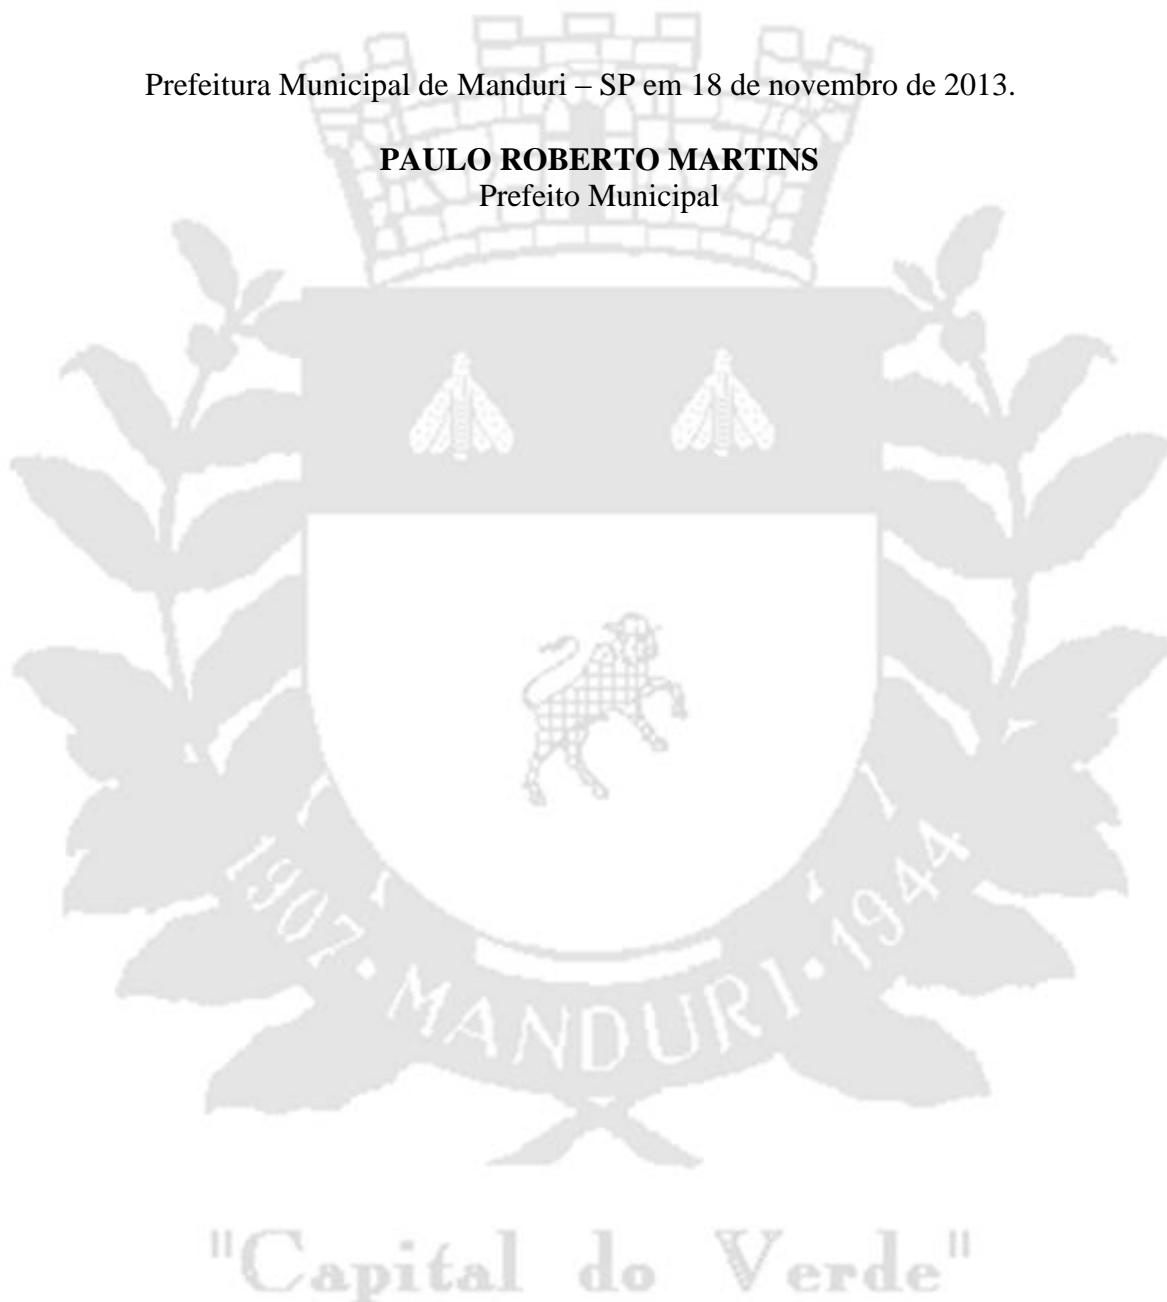 Prefeitura Municipal de Manduri – SP em 18 de novembro de 2013.
PAULO ROBERTO MARTINS
Prefeito Municipal
1907 • MANDURI • 1944
"Capital do Verde"